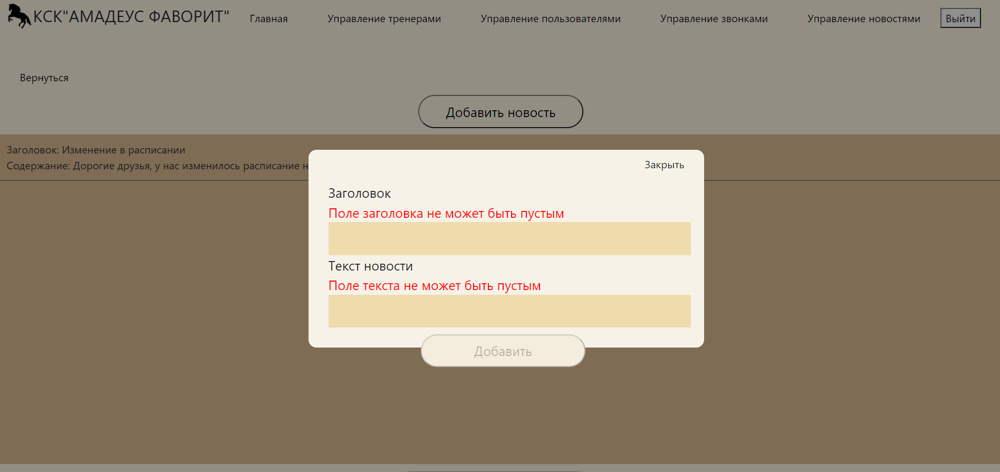 КСК"АМАДЕУС ФАВОРИТ"
Главная
Управление тренерами
Управление пользователями
Управление звонками
Управление новостями
Выйти
Вернуться
Добавить новость
Заголовок: Изменение в расписании
Содержание: Дорогие друзья, у нас изменилось расписание
Закрыть
Заголовок
Поле заголовка не может быть пустым
Текст новости
Поле текста не может быть пустым
Добавить